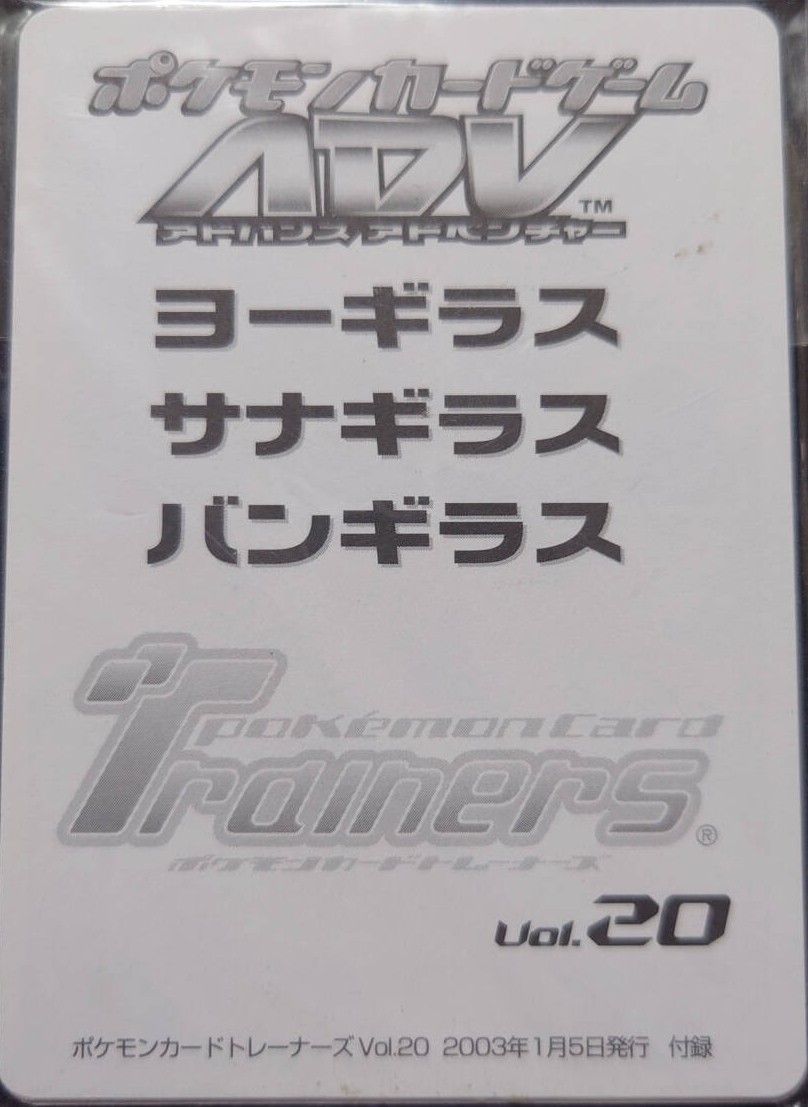 ポケモンカードゲーム
ADV™
アドバンス アドベンチャー
ヨーギラス
サナギラス
バンギラス
pokémon Card
Trainers®
ポケモンカードトレーナーズ
Vol.20
ポケモンカードトレーナーズ Vol.20 2003年1月5日発行 付録